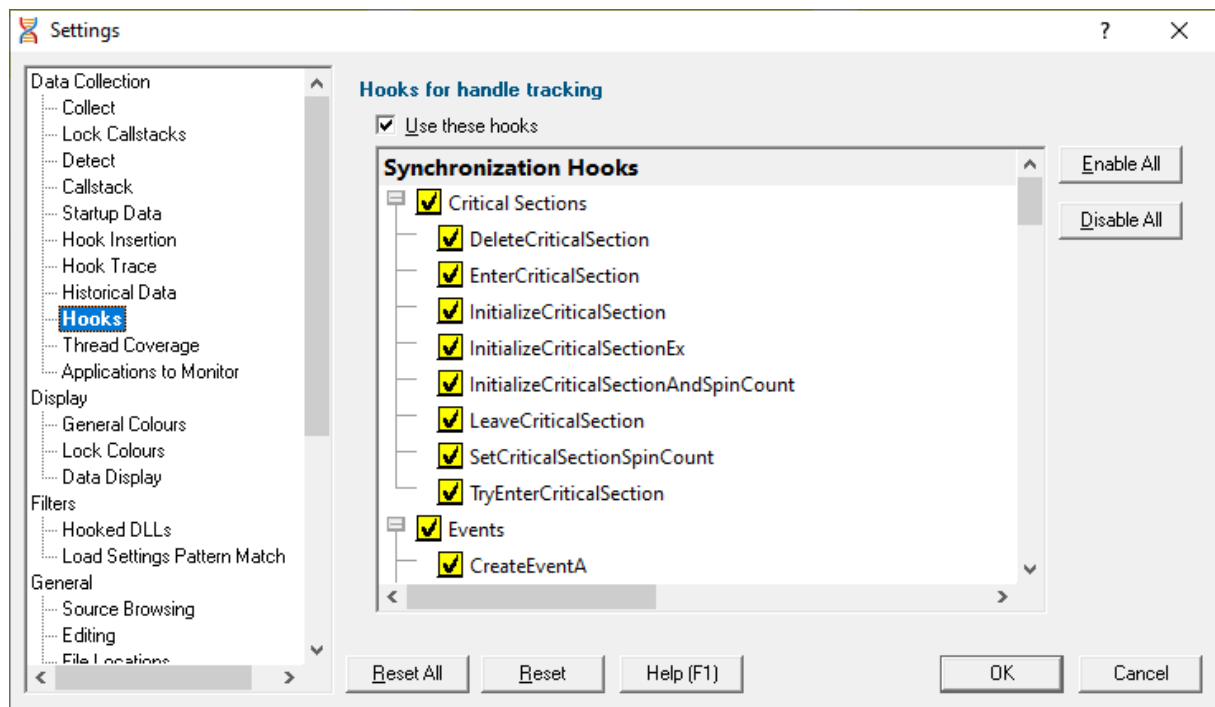 Settings
?
Data Collection
Collect
Lock Callstacks
Detect
Callstack
Startup Data
Hook Insertion
Hook Trace
Historical Data
Hooks
Thread Coverage
Applications to Monitor
Display
General Colours
Lock Colours
Data Display
Filters
Hooked DLLs
Load Settings Pattern Match
General
Source Browsing
Editing
File Locations
Hooks for handle tracking
Use these hooks
Synchronization Hooks
Critical Sections
DeleteCriticalSection
EnterCriticalSection
InitializeCriticalSection
InitializeCriticalSectionEx
InitializeCriticalSectionAndSpinCount
LeaveCriticalSection
SetCriticalSectionSpinCount
TryEnterCriticalSection
Events
CreateEventA
Enable All
Disable All
Reset All
Reset
Help (F1)
OK
Cancel